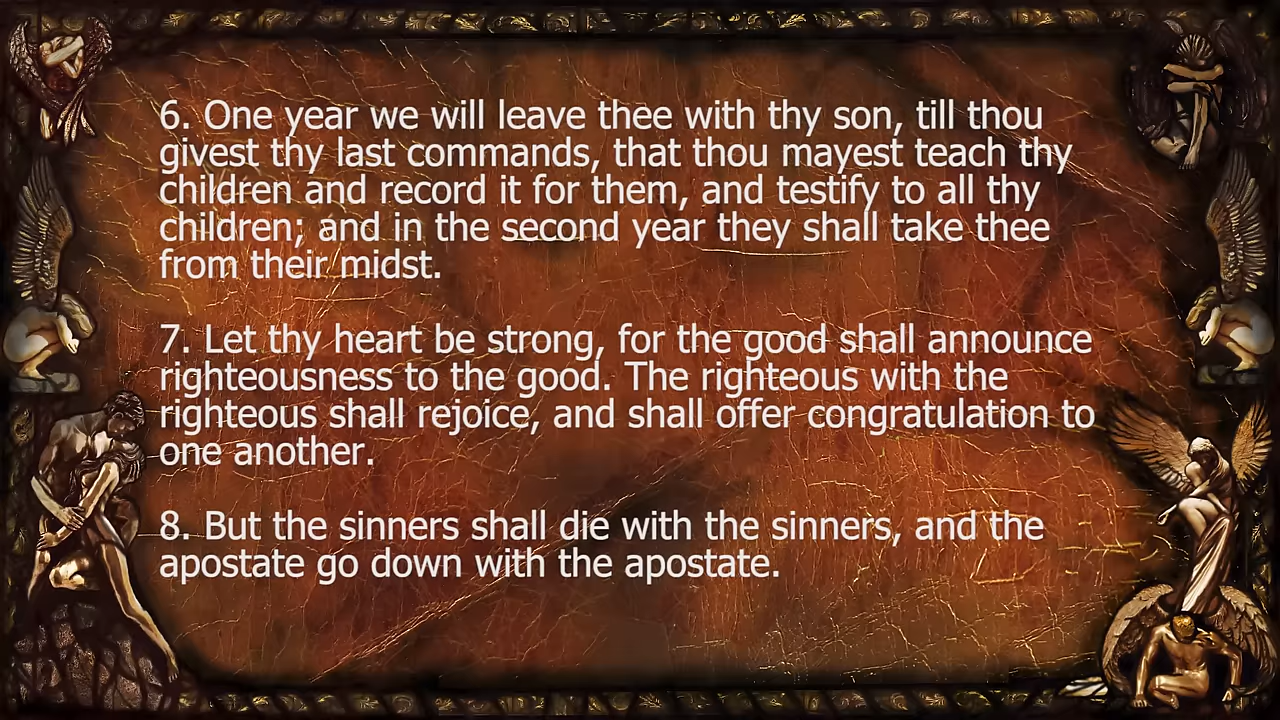 6. One year we will leave thee with thy son, till thou
givest thy last commands, that thou mayest teach thy
children and record it for them, and testify to all thy
children; and in the second year they shall take thee
from their midst.
7. Let thy heart be strong, for the good shall announce
righteousness to the good. The righteous with the
righteous shall rejoice, and shall offer congratulation to
one another.
8. But the sinners shall die with the sinners, and the
apostate go down with the apostate.